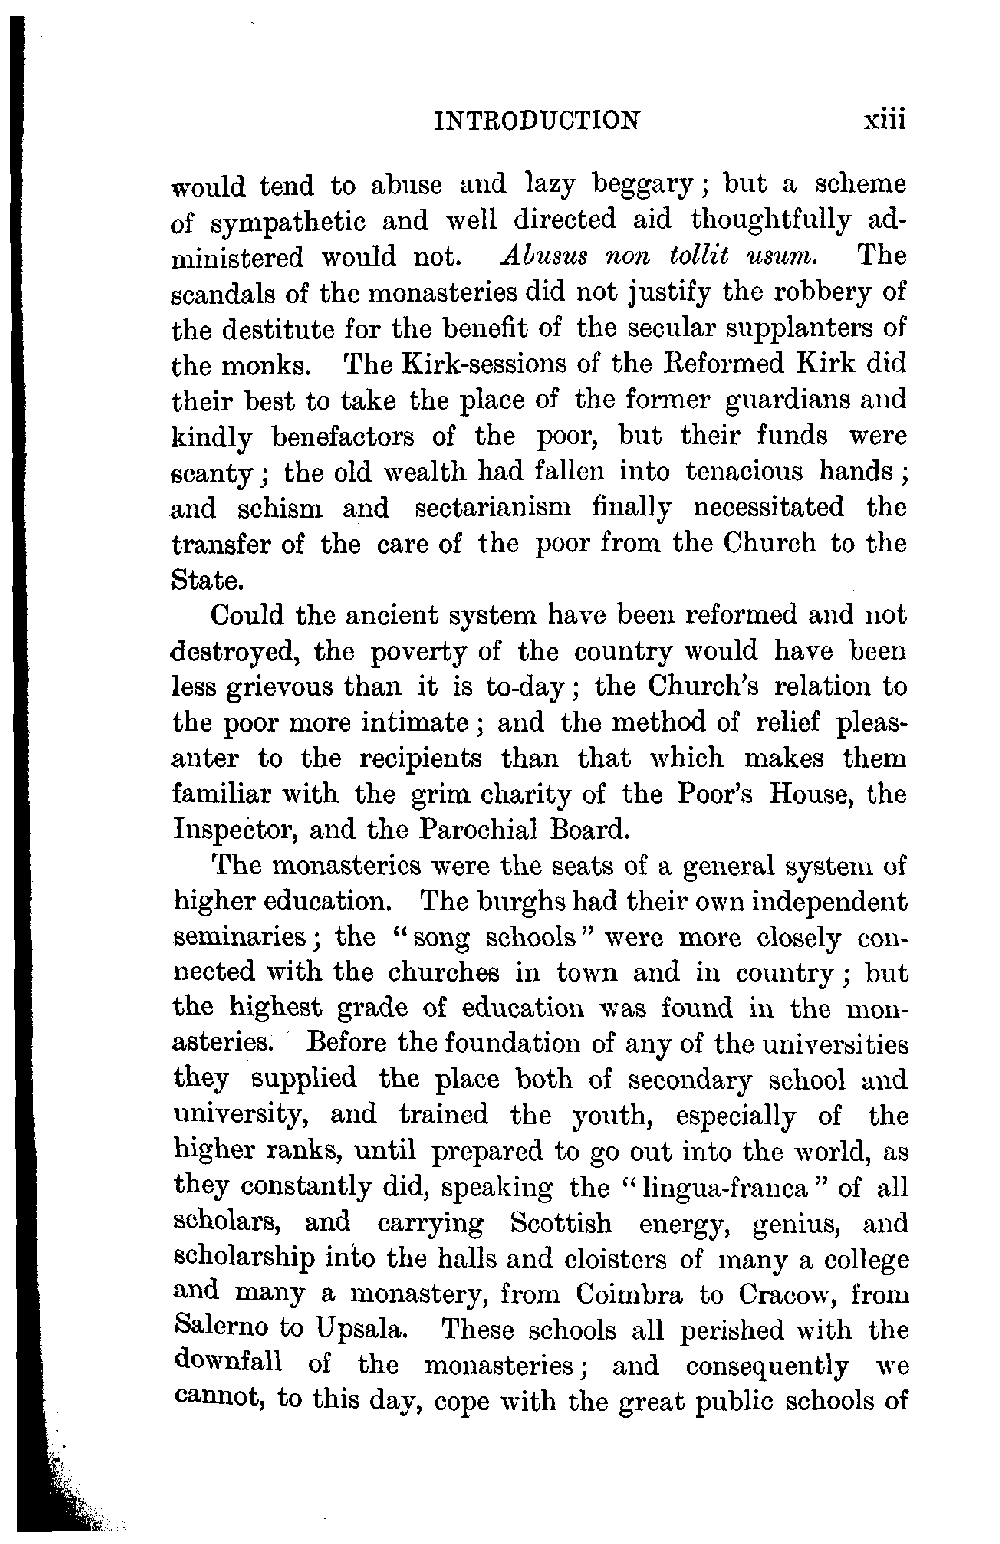 INTRODUCTION xiii
would tend to abuse and lazy beggary; but a scheme
of sympathetic and well directed aid thoughtfully ad-
ministered would not. Abusus non tollit usum. The
scandals of the monasteries did not justify the robbery of
the destitute for the benefit of the secular supplanters of
the monks. The Kirk-sessions of the Reformed Kirk did
their best to take the place of the former guardians and
kindly benefactors of the poor, but their funds were
scanty; the old wealth had fallen into tenacious hands;
and schism and sectarianism finally necessitated the
transfer of the care of the poor from the Church to the
State.
Could the ancient system have been reformed and not
destroyed, the poverty of the country would have been
less grievous than it is to-day; the Church's relation to
the poor more intimate; and the method of relief pleas-
anter to the recipients than that which makes them
familiar with the grim charity of the Poor's House, the
Inspector, and the Parochial Board.
The monasteries were the seats of a general system of
higher education. The burghs had their own independent
seminaries; the "song schools" were more closely con-
nected with the churches in town and in country; but
the highest grade of education was found in the mon-
asteries. Before the foundation of any of the universities
they supplied the place both of secondary school and
university, and trained the youth, especially of the
higher ranks, until prepared to go out into the world, as
they constantly did, speaking the "lingua-franca" of all
scholars, and carrying Scottish energy, genius, and
scholarship into the halls and cloisters of many a college
and many a monastery, from Coimbra to Cracow, from
Salerno to Upsala. These schools all perished with the
downfall of the monasteries; and consequently we
cannot, to this day, cope with the great public schools of